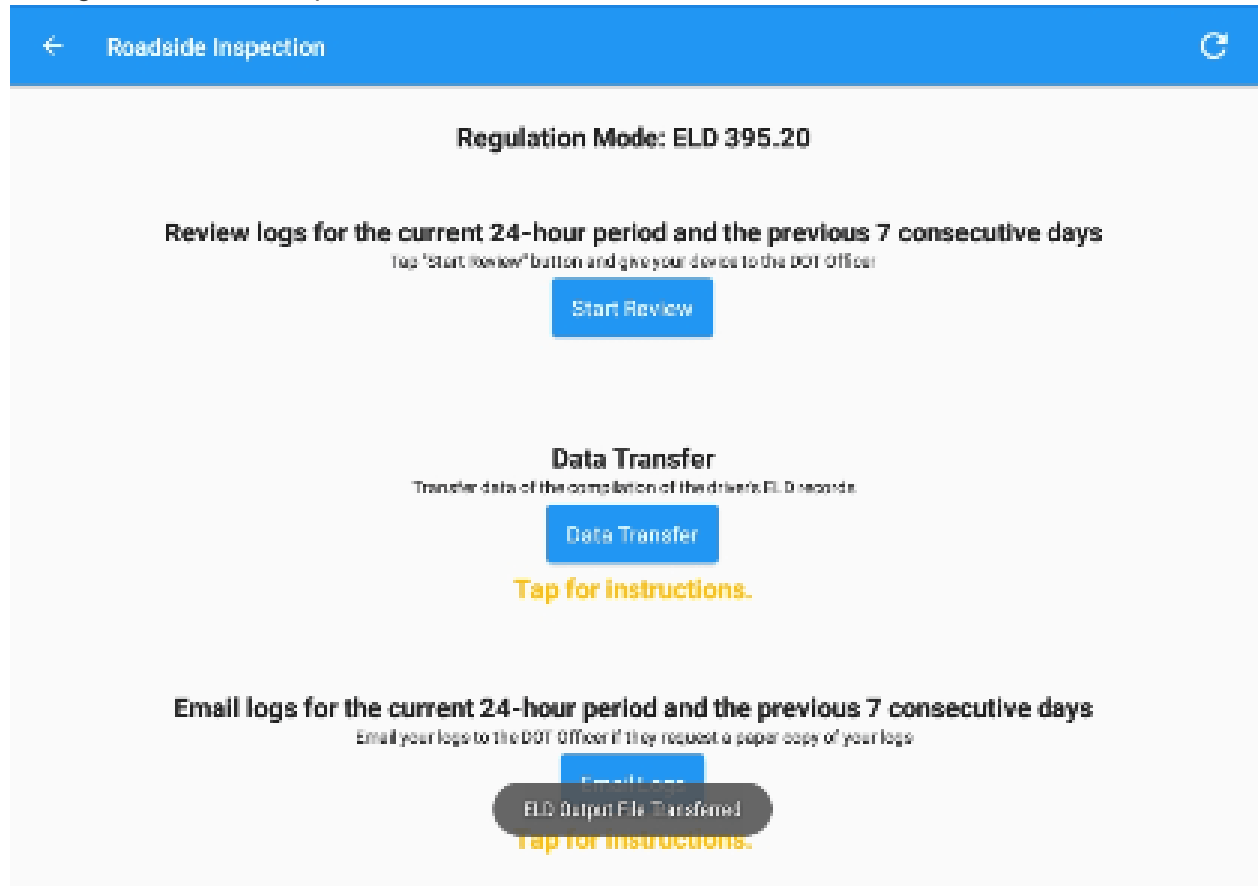 Roadside Inspection
Regulation Mode: ELD 395.20
Review logs for the current 24-hour period and the previous 7 consecutive days
Tap "Start Review" button and give your device to the DOT Officer
Start Review
Data Transfer
Transfer data of the compilation of the driver's ELD records
Data Transfer
Tap for instructions.
Email logs for the current 24-hour period and the previous 7 consecutive days
Email your logs to the DOT Officer if they request a paper copy of your logs
Email Logs
ELD Output File Transferred
Tap for instructions.